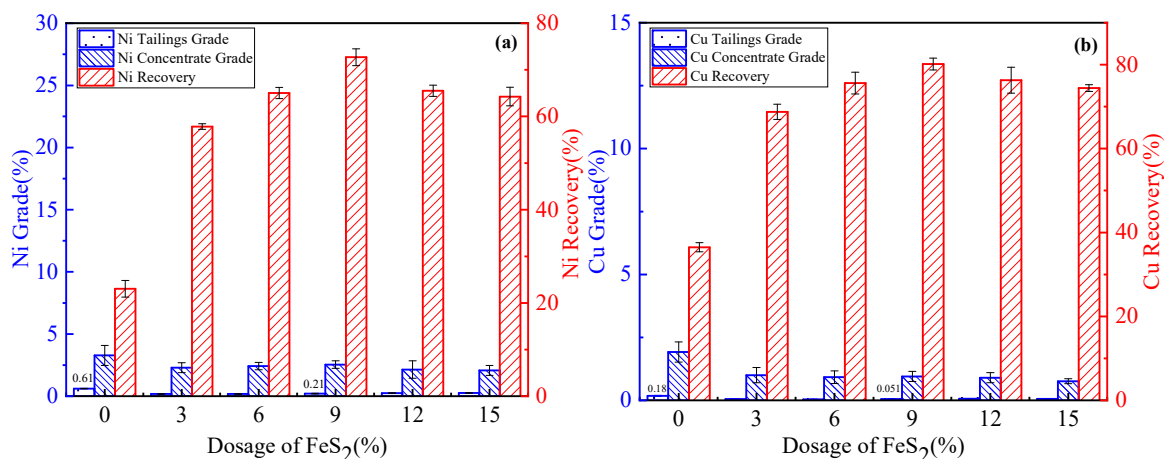 30
25
20
15
10
5
0
Ni Grade(%)
Ni Tailings Grade
Ni Concentrate Grade
Ni Recovery
(a)
0.61
0.21
0 3 6 9 12 15
Dosage of FeS2(%)
80
60
40
20
0
Ni Recovery(%)
15
10
5
0
Cu Grade(%)
Cu Tailings Grade
Cu Concentrate Grade
Cu Recovery
(b)
0.18
0.051
0 3 6 9 12 15
Dosage of FeS2(%)
80
60
40
20
0
Cu Recovery(%)